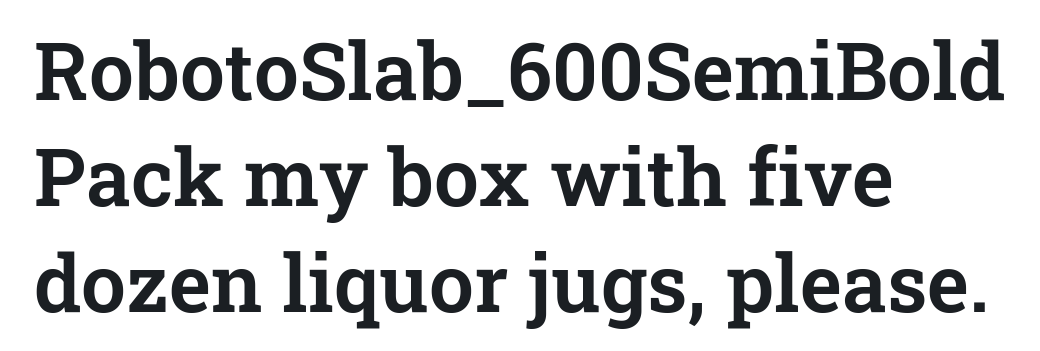 RobotoSlab_600SemiBold
Pack my box with five
dozen liquor jugs, please.